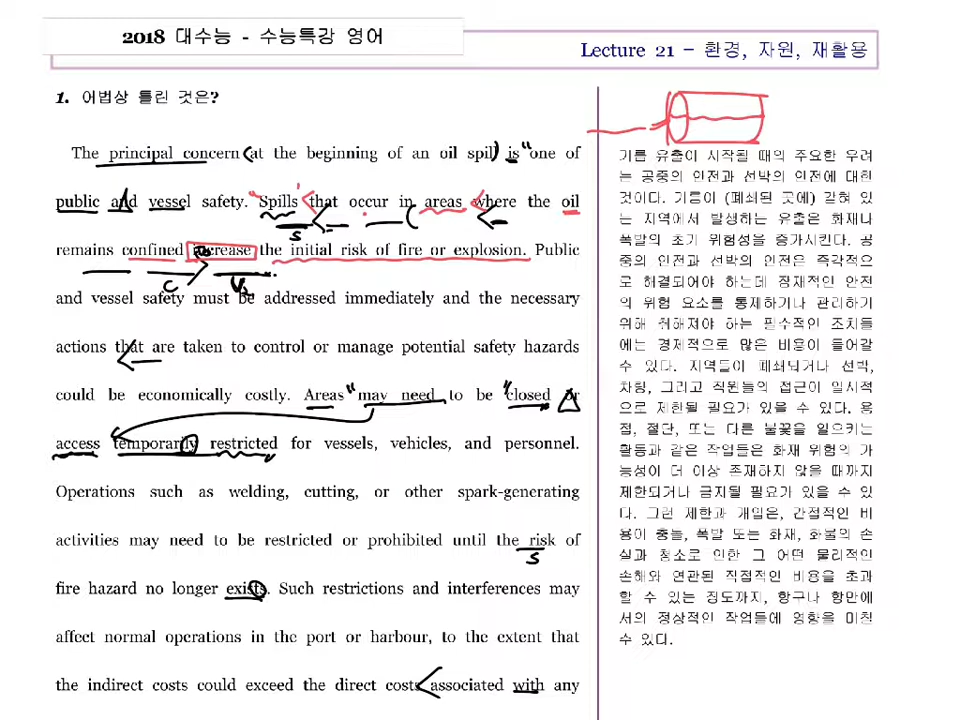 2018 대수능 - 수능특강 영어
Lecture 21 – 환경, 자원, 재활용
1. 어법상 틀린 것은?
The principal concern at the beginning of an oil spill is one of
public and vessel safety. Spills that occur in areas where the oil
remains confined increase the initial risk of fire or explosion. Public
and vessel safety must be addressed immediately and the necessary
actions that are taken to control or manage potential safety hazards
could be economically costly. Areas may need to be closed or
access temporarily restricted for vessels, vehicles, and personnel.
Operations such as welding, cutting, or other spark-generating
activities may need to be restricted or prohibited until the risk of
fire hazard no longer exists. Such restrictions and interferences may
affect normal operations in the port or harbour, to the extent that
the indirect costs could exceed the direct costs associated with any
S
C
V2
S
기름 유출이 시작될 때의 주요한 우려
는 공중의 안전과 선박의 안전에 대한
것이다. 기름이 (폐쇄된 곳에) 갇혀 있
는 지역에서 발생하는 유출은 화재나
폭발의 초기 위험성을 증가시킨다. 공
중의 안전과 선박의 안전은 즉각적으
로 해결되어야 하는데 잠재적인 안전
의 위험 요소를 통제하거나 관리하기
위해 취해져야 하는 필수적인 조치들
에는 경제적으로 많은 비용이 들어갈
수 있다. 지역들이 폐쇄되거나 선박,
차량, 그리고 직원들의 접근이 일시적
으로 제한될 필요가 있을 수 있다. 용
접, 절단, 또는 다른 불꽃을 일으키는
활동과 같은 작업들은 화재 위험의 가
능성이 더 이상 존재하지 않을 때까지
제한되거나 금지될 필요가 있을 수 있
다. 그런 제한과 개입은, 간접적인 비
용이 충돌, 폭발 또는 화재, 화물의 손
실과 청소로 인한 그 어떤 물리적인
손해와 연관된 직접적인 비용을 초과
할 수 있는 정도까지, 항구나 항만에
서의 정상적인 작업들에 영향을 미친
수 있다.